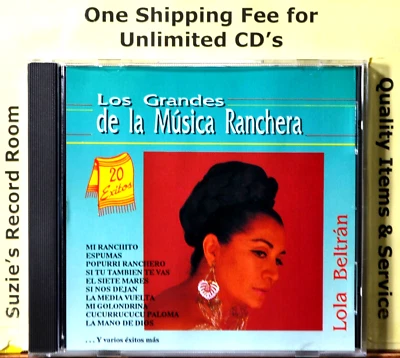 One Shipping Fee for
Unlimited CD's
Suzie's Record Room
Quality Items & Service
Los Grandes
de la Música Ranchera
20
Exitos
MI RANCHITO
ESPUMAS
POPURRI RANCHERO
SI TU TAMBIEN TE VAS
EL SIETE MARES
SI NOS DEJAN
LA MEDIA VUELTA
MI GOLONDRINA
CUCURRUCUCU PALOMA
LA MANO DE DIOS
. . . Y varios éxitos más
Lola Beltrán